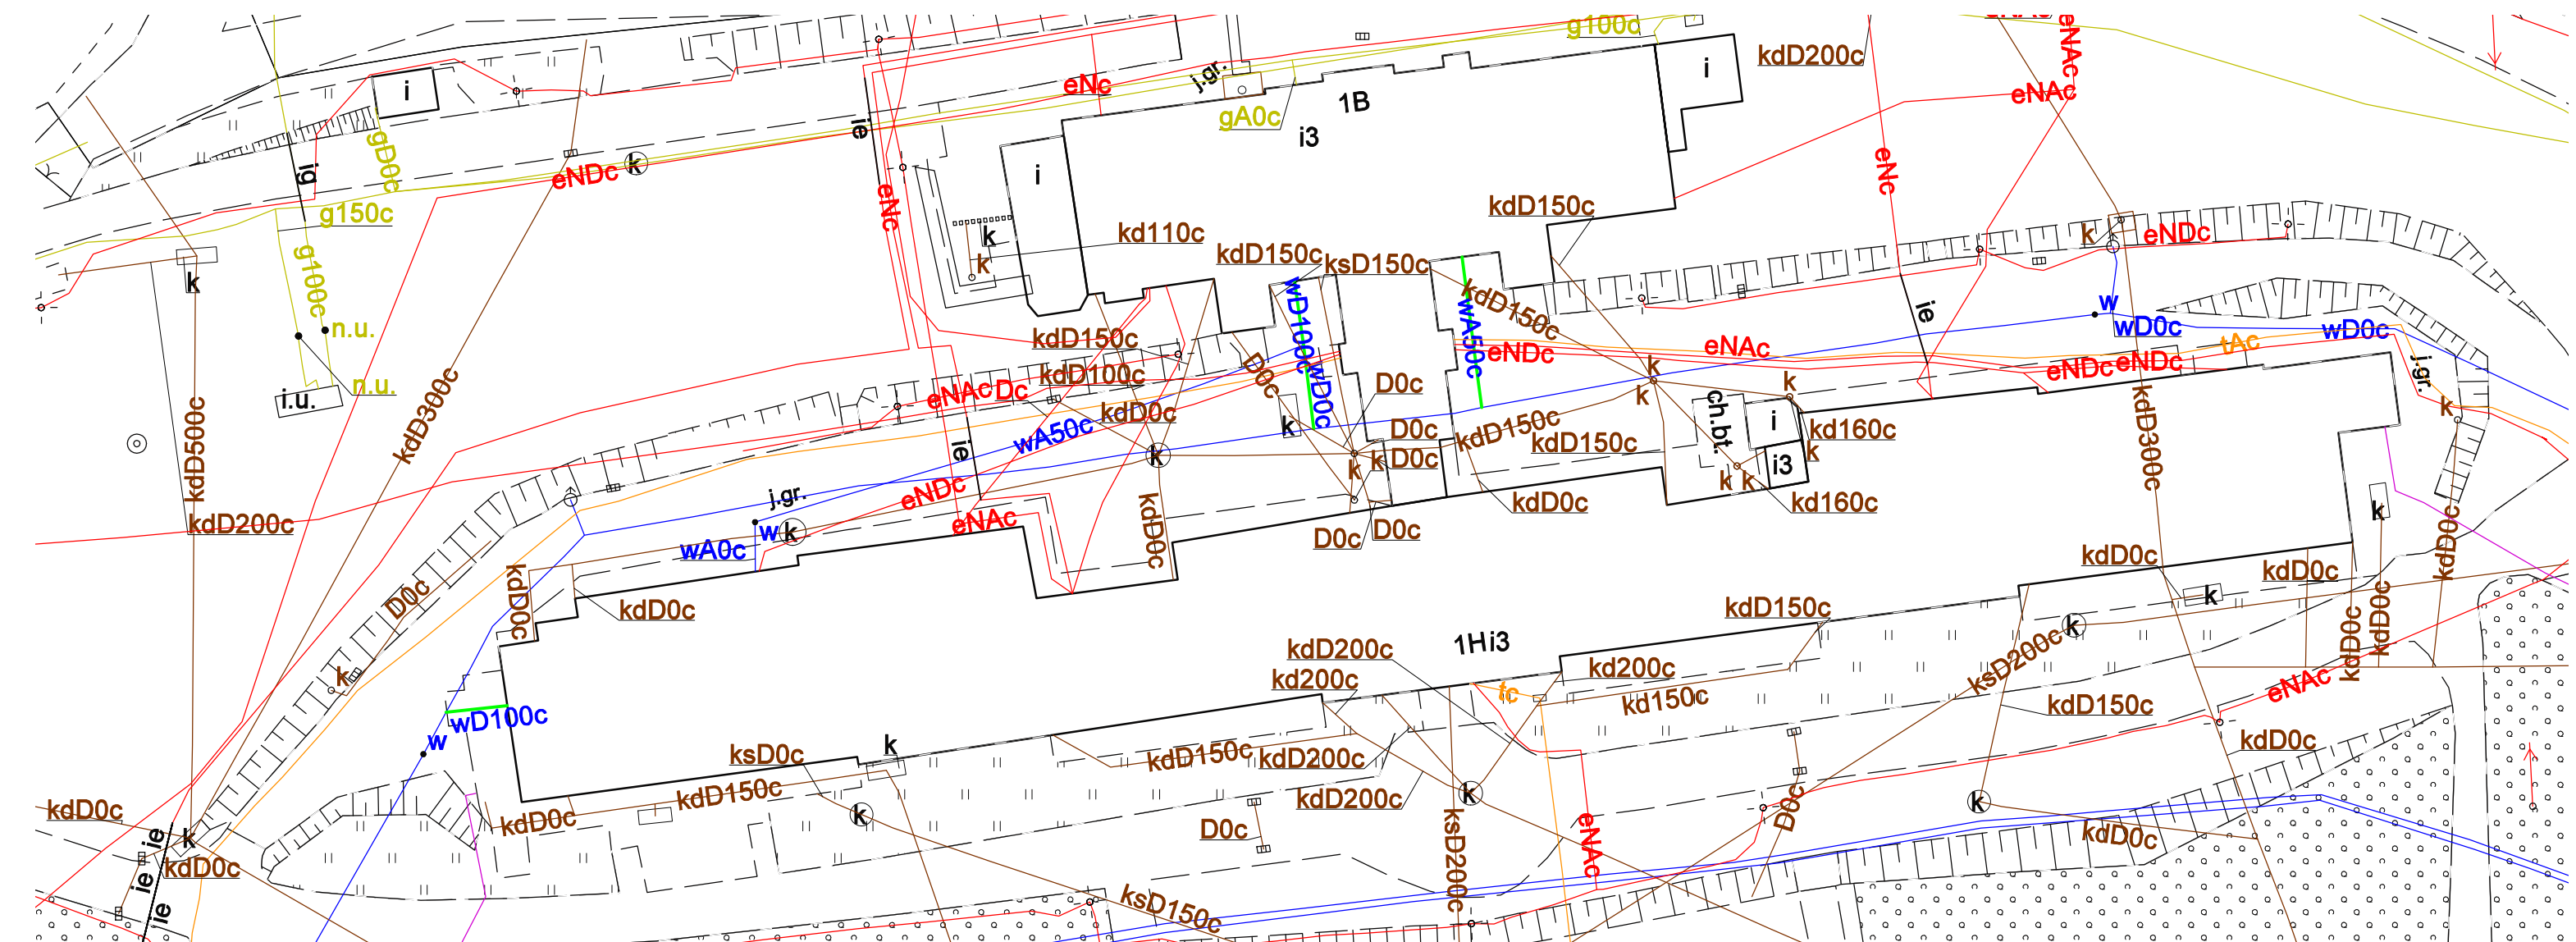 g100c
eNAc
eNAc
kdD200c
i
j.gr.
eNc
i
1B
eNAc
gA0c
ie
i3
gD0c
k
eNDc
ig
i
eNc
eNc
g150c
kdD150c
k
kd110c
k
eNDc
k
kdD150c
ksD150c
k
g100c
wD100c
kdD150c
w
ie
n.u.
wD0c
wD0c
kdD150c
wA50c
eNDc
eNAc
tAc
D0c
kdD100c
eNDc
eNDc
j.gr.
n.u.
eNAc
Dc
D0c
k
k
k
i.u.
kdD300c
kdD0c
wD0c
k
ch.bt.
i
k
kdD300c
wA50c
D0c
kdD150c
kdD150c
kd160c
ie
k
k
k
D0c
k
i3
kdD500c
eNDc
j.gr.
k
k
kd160c
kdD0c
k
kdD200c
eNAc
w
k
kdD0c
D0c
D0c
wA0c
kdD0c
kdD0c
kdD0c
D0c
kdD0c
kdD0c
k
kdD150c
k
kdD0c
kdD0c
1Hi3
kdD200c
ksD200c
k
kd200c
kd200c
tc
kd150c
eNAc
kdD150c
wD100c
w
k
ksD0c
kdD150c
kdD200c
kdD0c
kdD150c
kdD200c
k
k
kdD0c
kdD0c
k
D0c
D0c
k
ie
kdD0c
kdD0c
ie
eNAc
ksD200c
ie
ksD150c